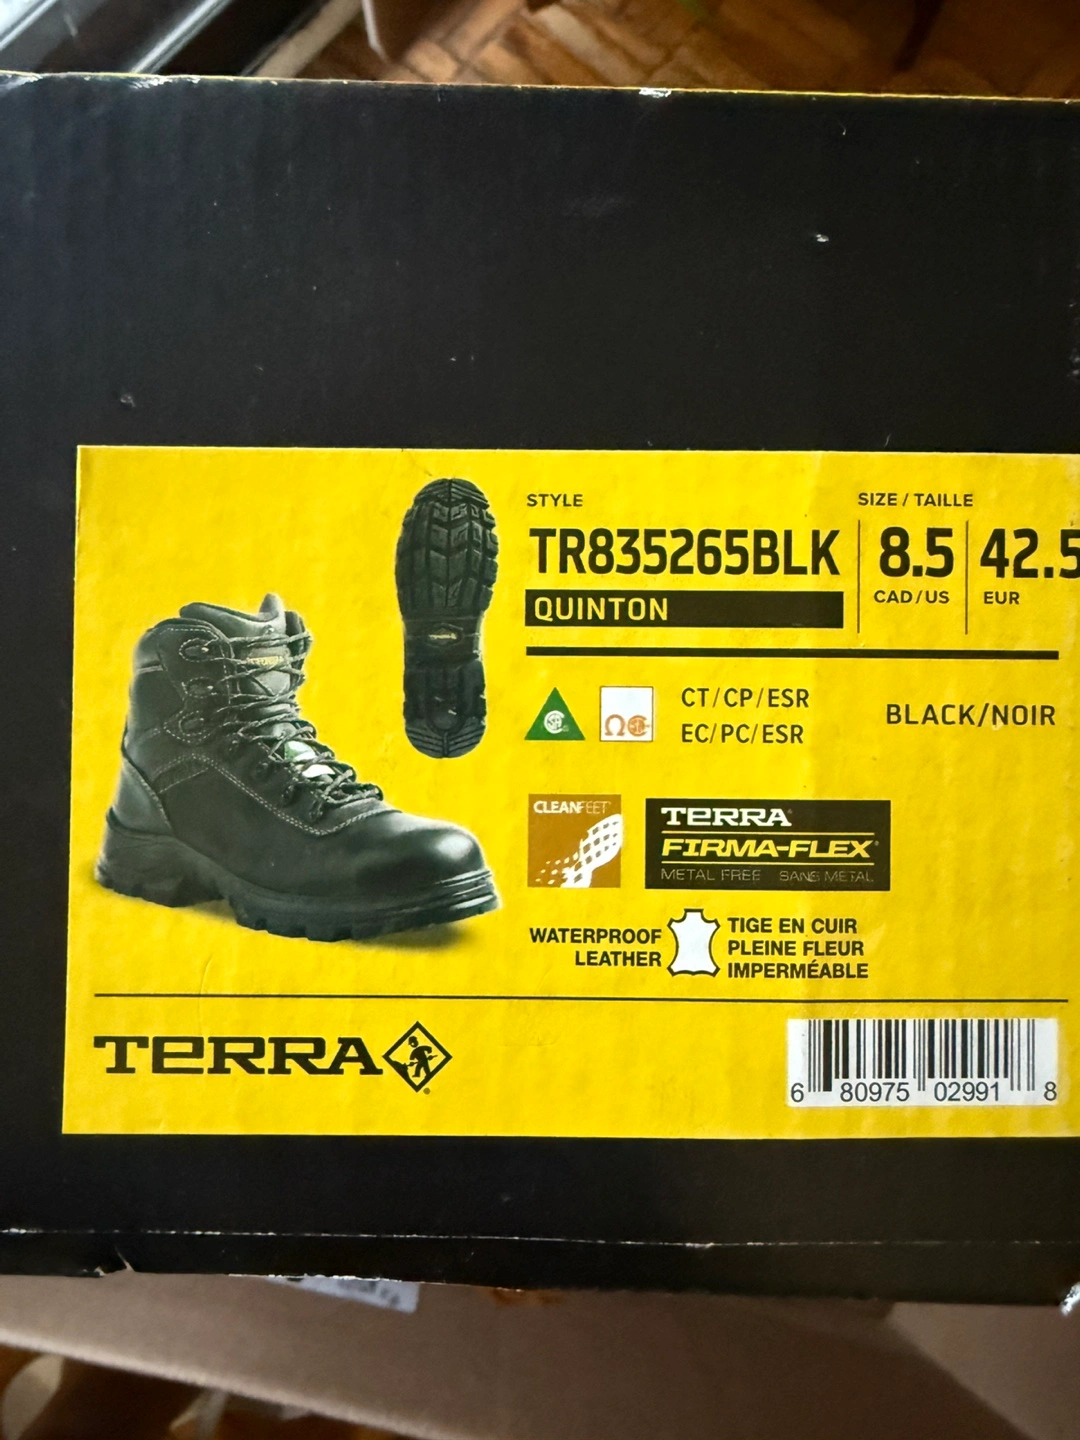 STYLE
SIZE / TAILLE
TR835265BLK
8.5
42.5
CAD/US
EUR
QUINTON
CT/CP/ESR
EC/PC/ESR
BLACK/NOIR
CLEANFEET
TERRA
FIRMA-FLEX
METAL FREE SANS METAL
WATERPROOF
LEATHER
TIGE EN CUIR
PLEINE FLEUR
IMPERMÉABLE
TERRA
6 80975 02991 8